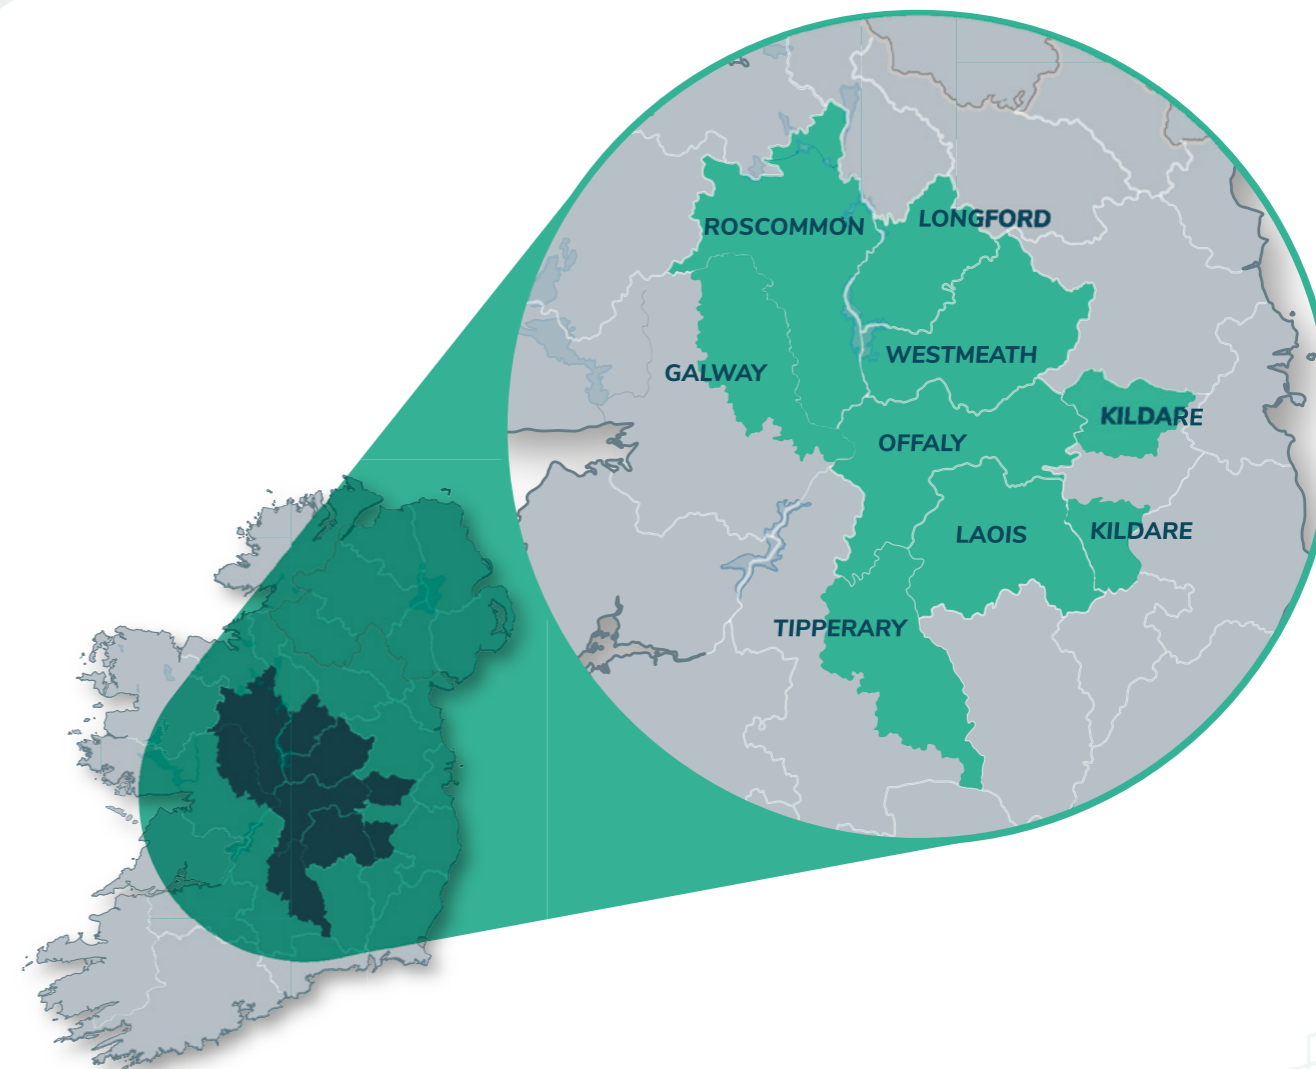 ROSCOMMON
LONGFORD
WESTMEATH
GALWAY
KILDARE
OFFALY
LAOIS
KILDARE
TIPPERARY